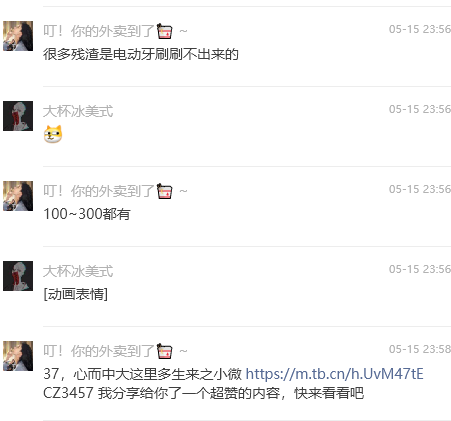 叮！你的外卖到了 ~ 05-15 23:56
很多残渣是电动牙刷刷不出来的
大杯冰美式 05-15 23:56
叮！你的外卖到了 ~ 05-15 23:56
100~300都有
大杯冰美式 05-15 23:56
[动画表情]
叮！你的外卖到了 ~ 05-15 23:58
37，心而中大这里多生来之小微 https://m.tb.cn/h.UvM47tE
CZ3457 我分享给你了一个超赞的内容，快来看看吧